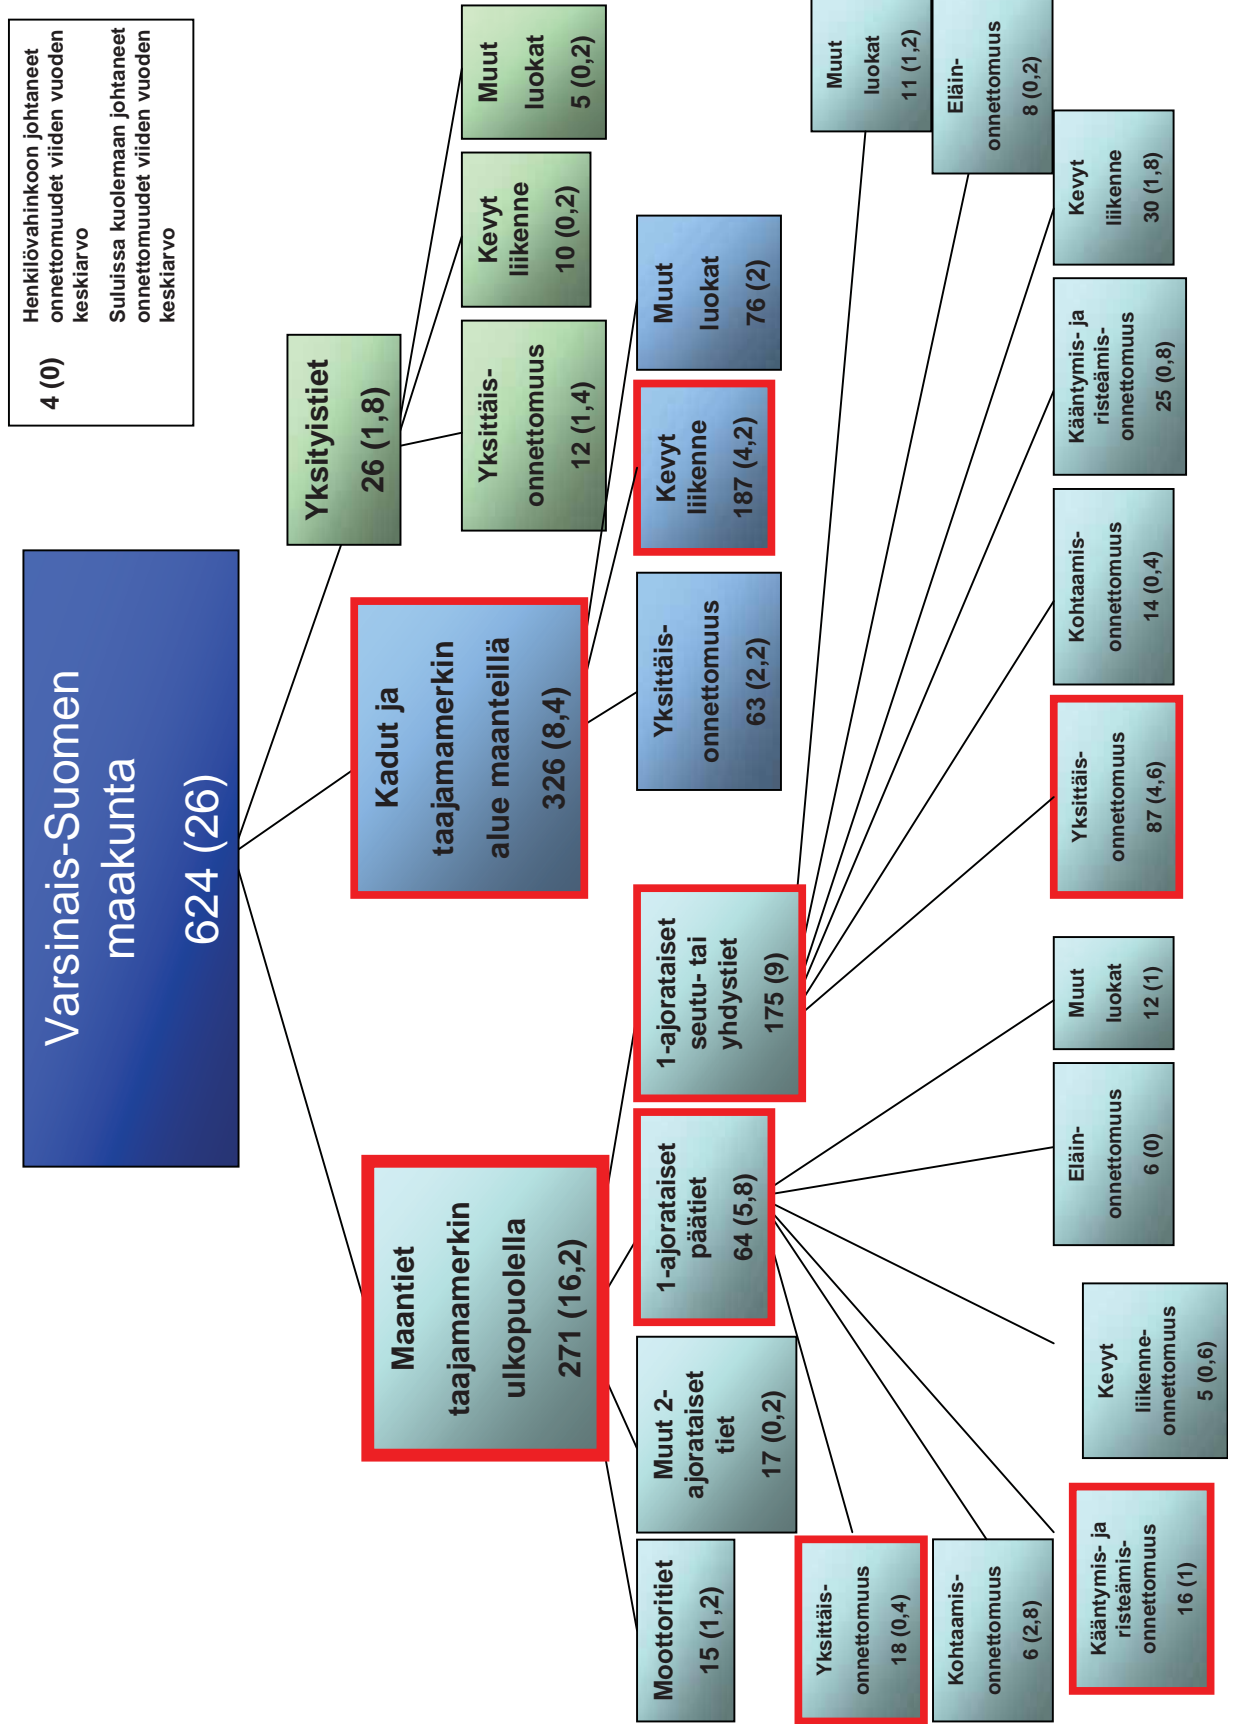 4 (0)
Henkilövahinkoon johtaneet
onnettomuudet viiden vuoden
keskiarvo
Suluissa kuolemaan johtaneet
onnettomuudet viiden vuoden
keskiarvo
Varsinais-Suomen
maakunta
624 (26)
Maantiet
taajamamerkin
ulkopuolella
271 (16,2)
Kadut ja
taajamamerkin
alue maanteillä
326 (8,4)
Yksityistiet
26 (1,8)
Yksittäis-
onnettomuus
12 (1,4)
Kevyt
liikenne
10 (0,2)
Muut
luokat
5 (0,2)
Moottoritiet
15 (1,2)
Muut 2-
ajorataiset
tiet
17 (0,2)
1-ajorataiset
päätiet
64 (5,8)
1-ajorataiset
seutu- tai
yhdystiet
175 (9)
Yksittäis-
onnettomuus
63 (2,2)
Kevyt
liikenne
187 (4,2)
Muut
luokat
76 (2)
Yksittäis-
onnettomuus
18 (0,4)
Kohtaamis-
onnettomuus
6 (2,8)
Kääntymis- ja
risteämis-
onnettomuus
16 (1)
Kevyt
liikenne-
onnettomuus
5 (0,6)
Eläin-
onnettomuus
6 (0)
Muut
luokat
12 (1)
Yksittäis-
onnettomuus
87 (4,6)
Kohtaamis-
onnettomuus
14 (0,4)
Kääntymis- ja
risteämis-
onnettomuus
25 (0,8)
Kevyt
liikenne
30 (1,8)
Eläin-
onnettomuus
8 (0,2)
Muut
luokat
11 (1,2)